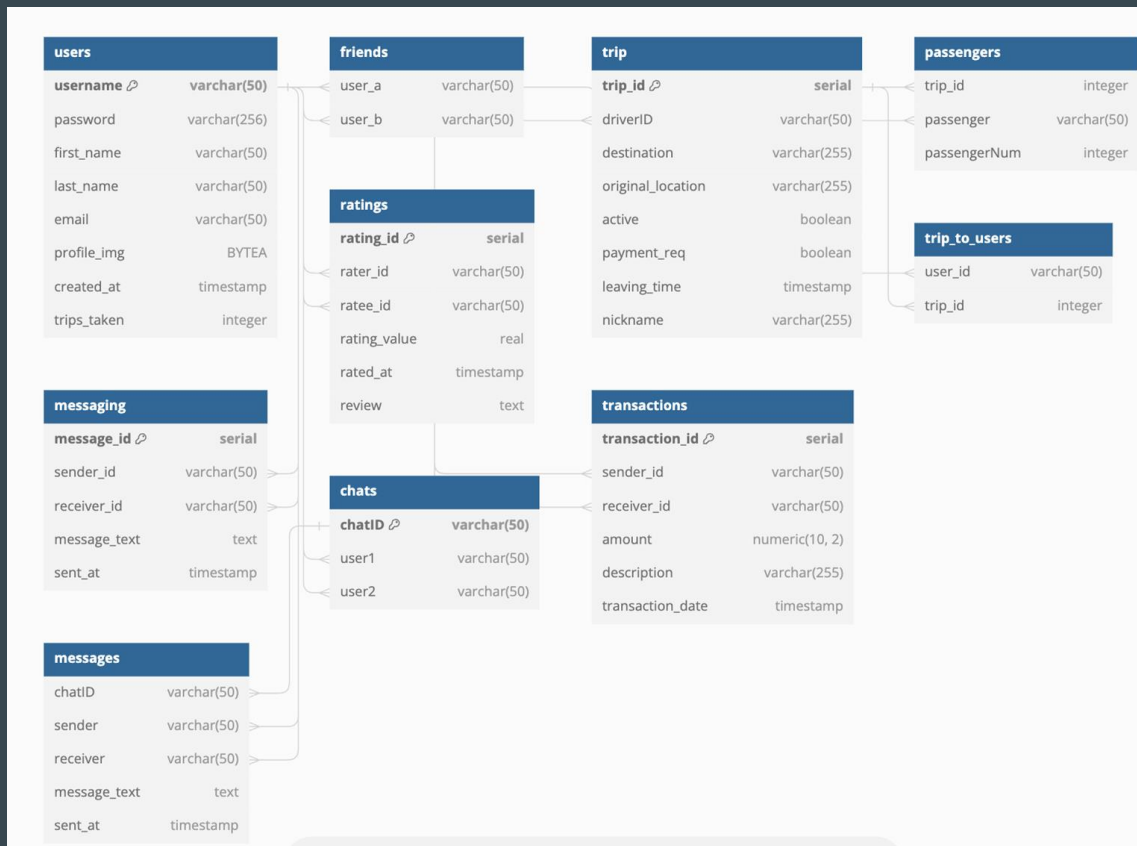 users
username varchar(50)
password varchar(256)
first_name varchar(50)
last_name varchar(50)
email varchar(50)
profile_img BYTEA
created_at timestamp
trips_taken integer
friends
user_a varchar(50)
user_b varchar(50)
trip
trip_id serial
driverID varchar(50)
destination varchar(255)
original_location varchar(255)
active boolean
payment_req boolean
leaving_time timestamp
nickname varchar(255)
passengers
trip_id integer
passenger varchar(50)
passengerNum integer
ratings
rating_id serial
rater_id varchar(50)
ratee_id varchar(50)
rating_value real
rated_at timestamp
review text
trip_to_users
user_id varchar(50)
trip_id integer
messaging
message_id serial
sender_id varchar(50)
receiver_id varchar(50)
message_text text
sent_at timestamp
chats
chatID varchar(50)
user1 varchar(50)
user2 varchar(50)
transactions
transaction_id serial
sender_id varchar(50)
receiver_id varchar(50)
amount numeric(10, 2)
description varchar(255)
transaction_date timestamp
messages
chatID varchar(50)
sender varchar(50)
receiver varchar(50)
message_text text
sent_at timestamp